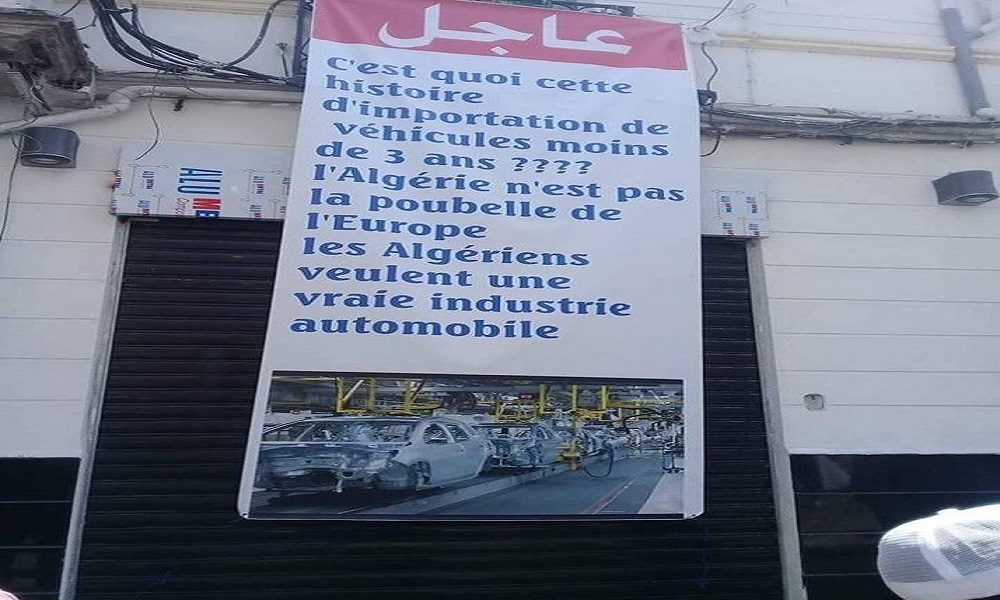 عاجل
C'est quoi cette
histoire
d'importation de
véhicules moins
de 3 ans ????
l'Algérie n'est pas
la poubelle de
l'Europe
les Algériens
veulent une
vraie industrie
automobile
ALU